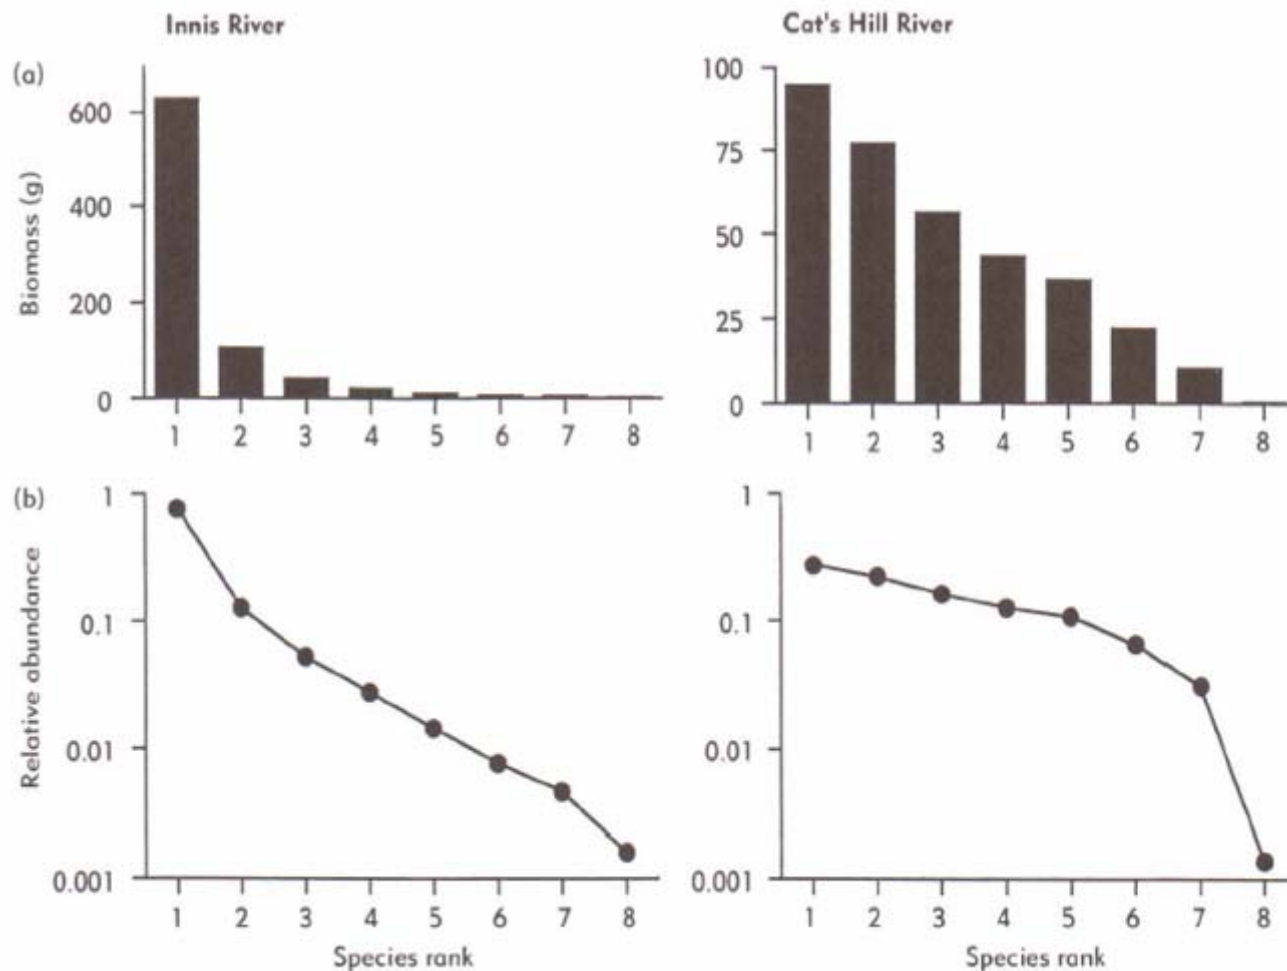 Innis River
Cat's Hill River
(a)
Biomass (g)
600
400
200
0
1 2 3 4 5 6 7 8
100
75
50
25
0
1 2 3 4 5 6 7 8
(b)
Relative abundance
1
0.1
0.01
0.001
1 2 3 4 5 6 7 8
Species rank
1
0.1
0.01
0.001
1 2 3 4 5 6 7 8
Species rank